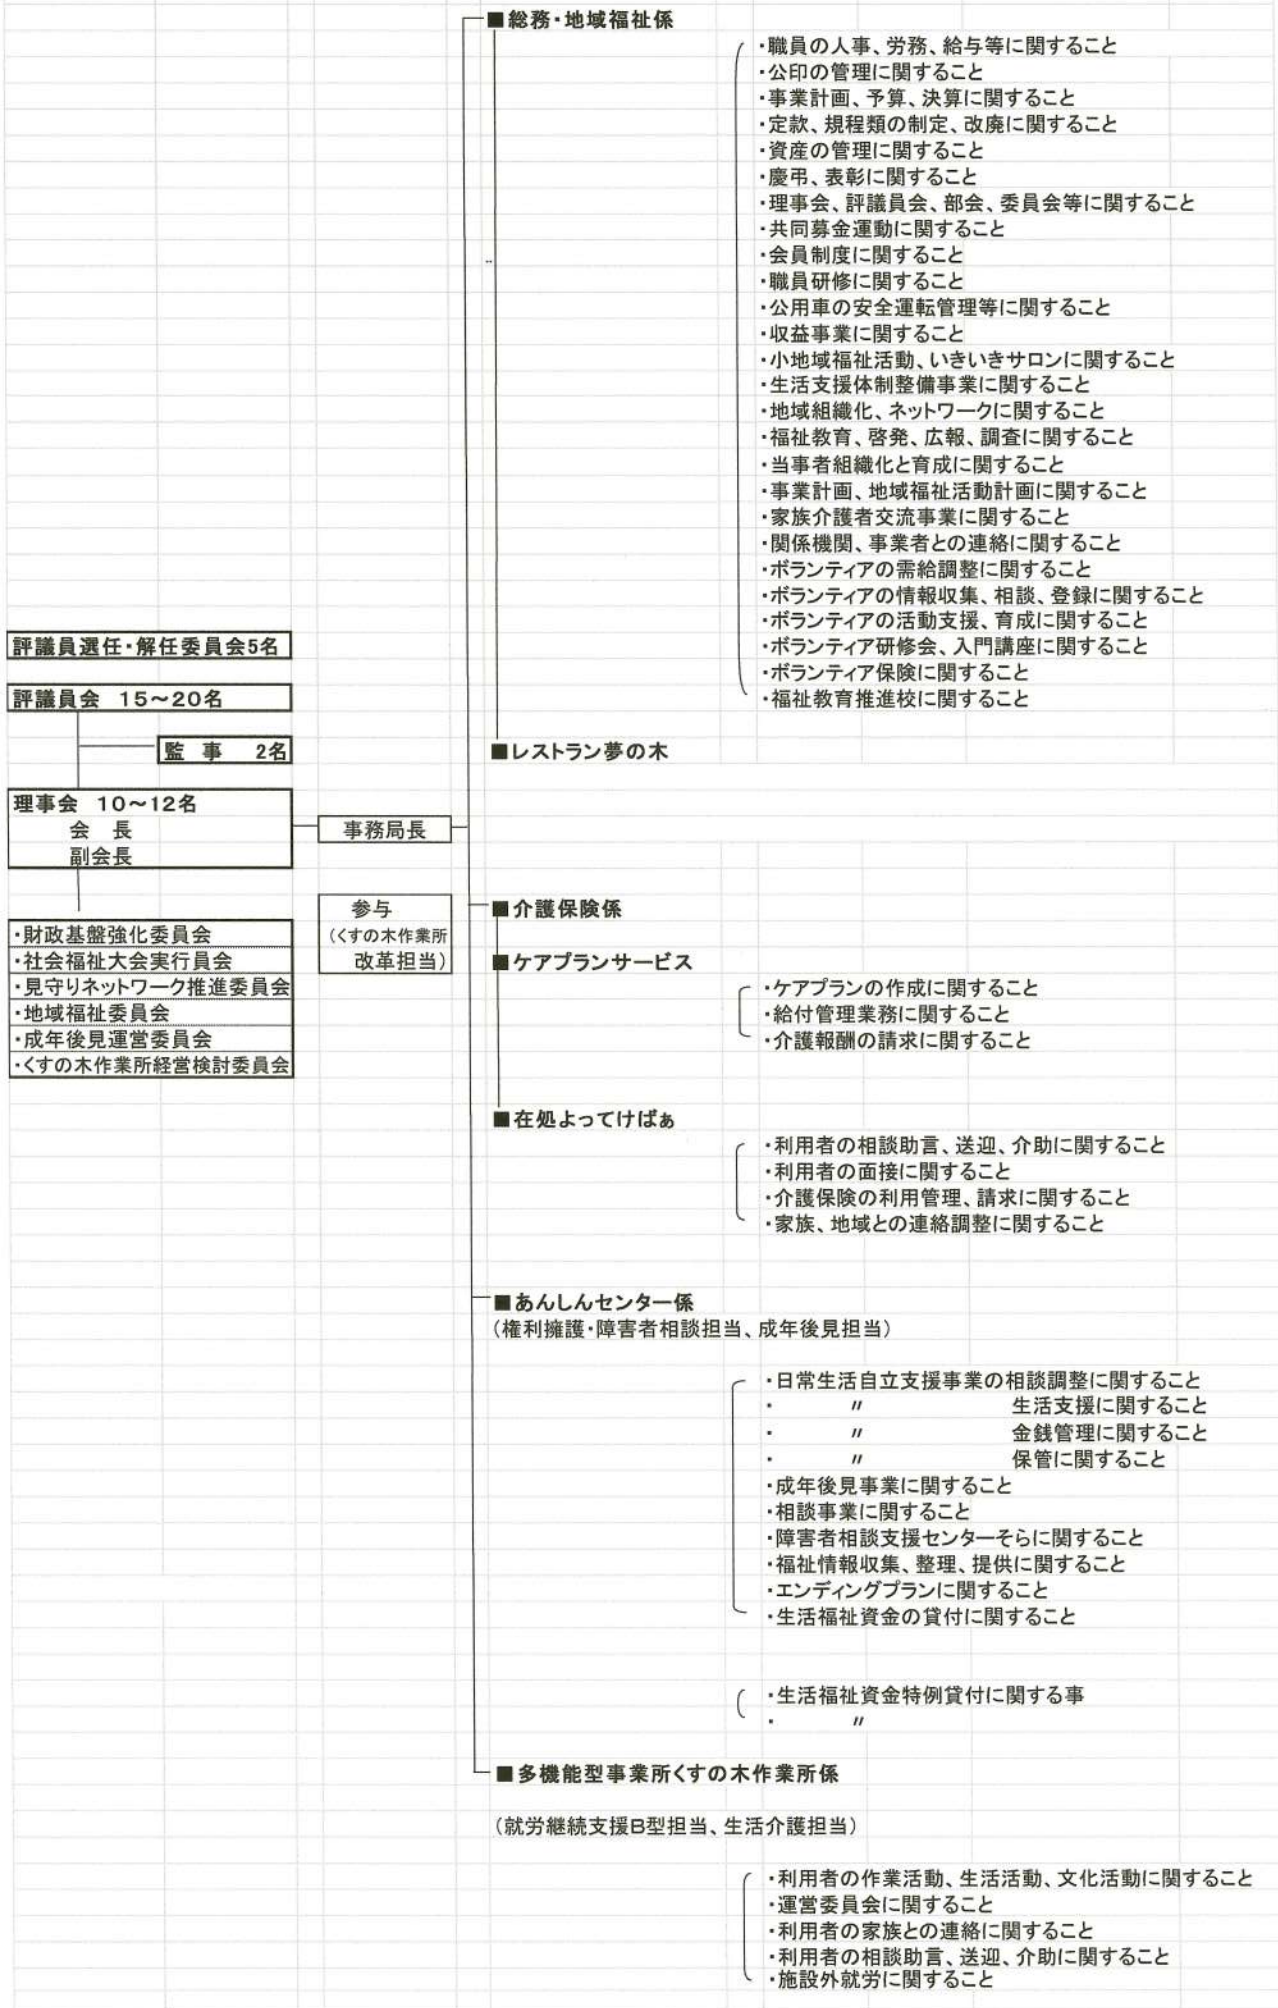 評議員選任・解任委員会5名
評議員会 15～20名
監 事 2名
理事会 10～12名
会 長
副会長
・財政基盤強化委員会
・社会福祉大会実行員会
・見守りネットワーク推進委員会
・地域福祉委員会
・成年後見運営委員会
・くすの木作業所経営検討委員会
事務局長
参与
（くすの木作業所
改革担当）
■総務・地域福祉係
・職員の人事、労務、給与等に関すること
・公印の管理に関すること
・事業計画、予算、決算に関すること
・定款、規程類の制定、改廃に関すること
・資産の管理に関すること
・慶弔、表彰に関すること
・理事会、評議員会、部会、委員会等に関すること
・共同募金運動に関すること
・会員制度に関すること
・職員研修に関すること
・公用車の安全運転管理等に関すること
・収益事業に関すること
・小地域福祉活動、いきいきサロンに関すること
・生活支援体制整備事業に関すること
・地域組織化、ネットワークに関すること
・福祉教育、啓発、広報、調査に関すること
・当事者組織化と育成に関すること
・事業計画、地域福祉活動計画に関すること
・家族介護者交流事業に関すること
・関係機関、事業者との連絡に関すること
・ボランティアの需給調整に関すること
・ボランティアの情報収集、相談、登録に関すること
・ボランティアの活動支援、育成に関すること
・ボランティア研修会、入門講座に関すること
・ボランティア保険に関すること
・福祉教育推進校に関すること
■レストラン夢の木
■介護保険係
■ケアプランサービス
・ケアプランの作成に関すること
・給付管理業務に関すること
・介護報酬の請求に関すること
■在処よってけばぁ
・利用者の相談助言、送迎、介助に関すること
・利用者の面接に関すること
・介護保険の利用管理、請求に関すること
・家族、地域との連絡調整に関すること
■あんしんセンター係
（権利擁護・障害者相談担当、成年後見担当）
・日常生活自立支援事業の相談調整に関すること
・ 〃 生活支援に関すること
・ 〃 金銭管理に関すること
・ 〃 保管に関すること
・成年後見事業に関すること
・相談事業に関すること
・障害者相談支援センターそらに関すること
・福祉情報収集、整理、提供に関すること
・エンディングプランに関すること
・生活福祉資金の貸付に関すること
・生活福祉資金特例貸付に関する事
・ 〃
■多機能型事業所くすの木作業所係
（就労継続支援B型担当、生活介護担当）
・利用者の作業活動、生活活動、文化活動に関すること
・運営委員会に関すること
・利用者の家族との連絡に関すること
・利用者の相談助言、送迎、介助に関すること
・施設外就労に関すること